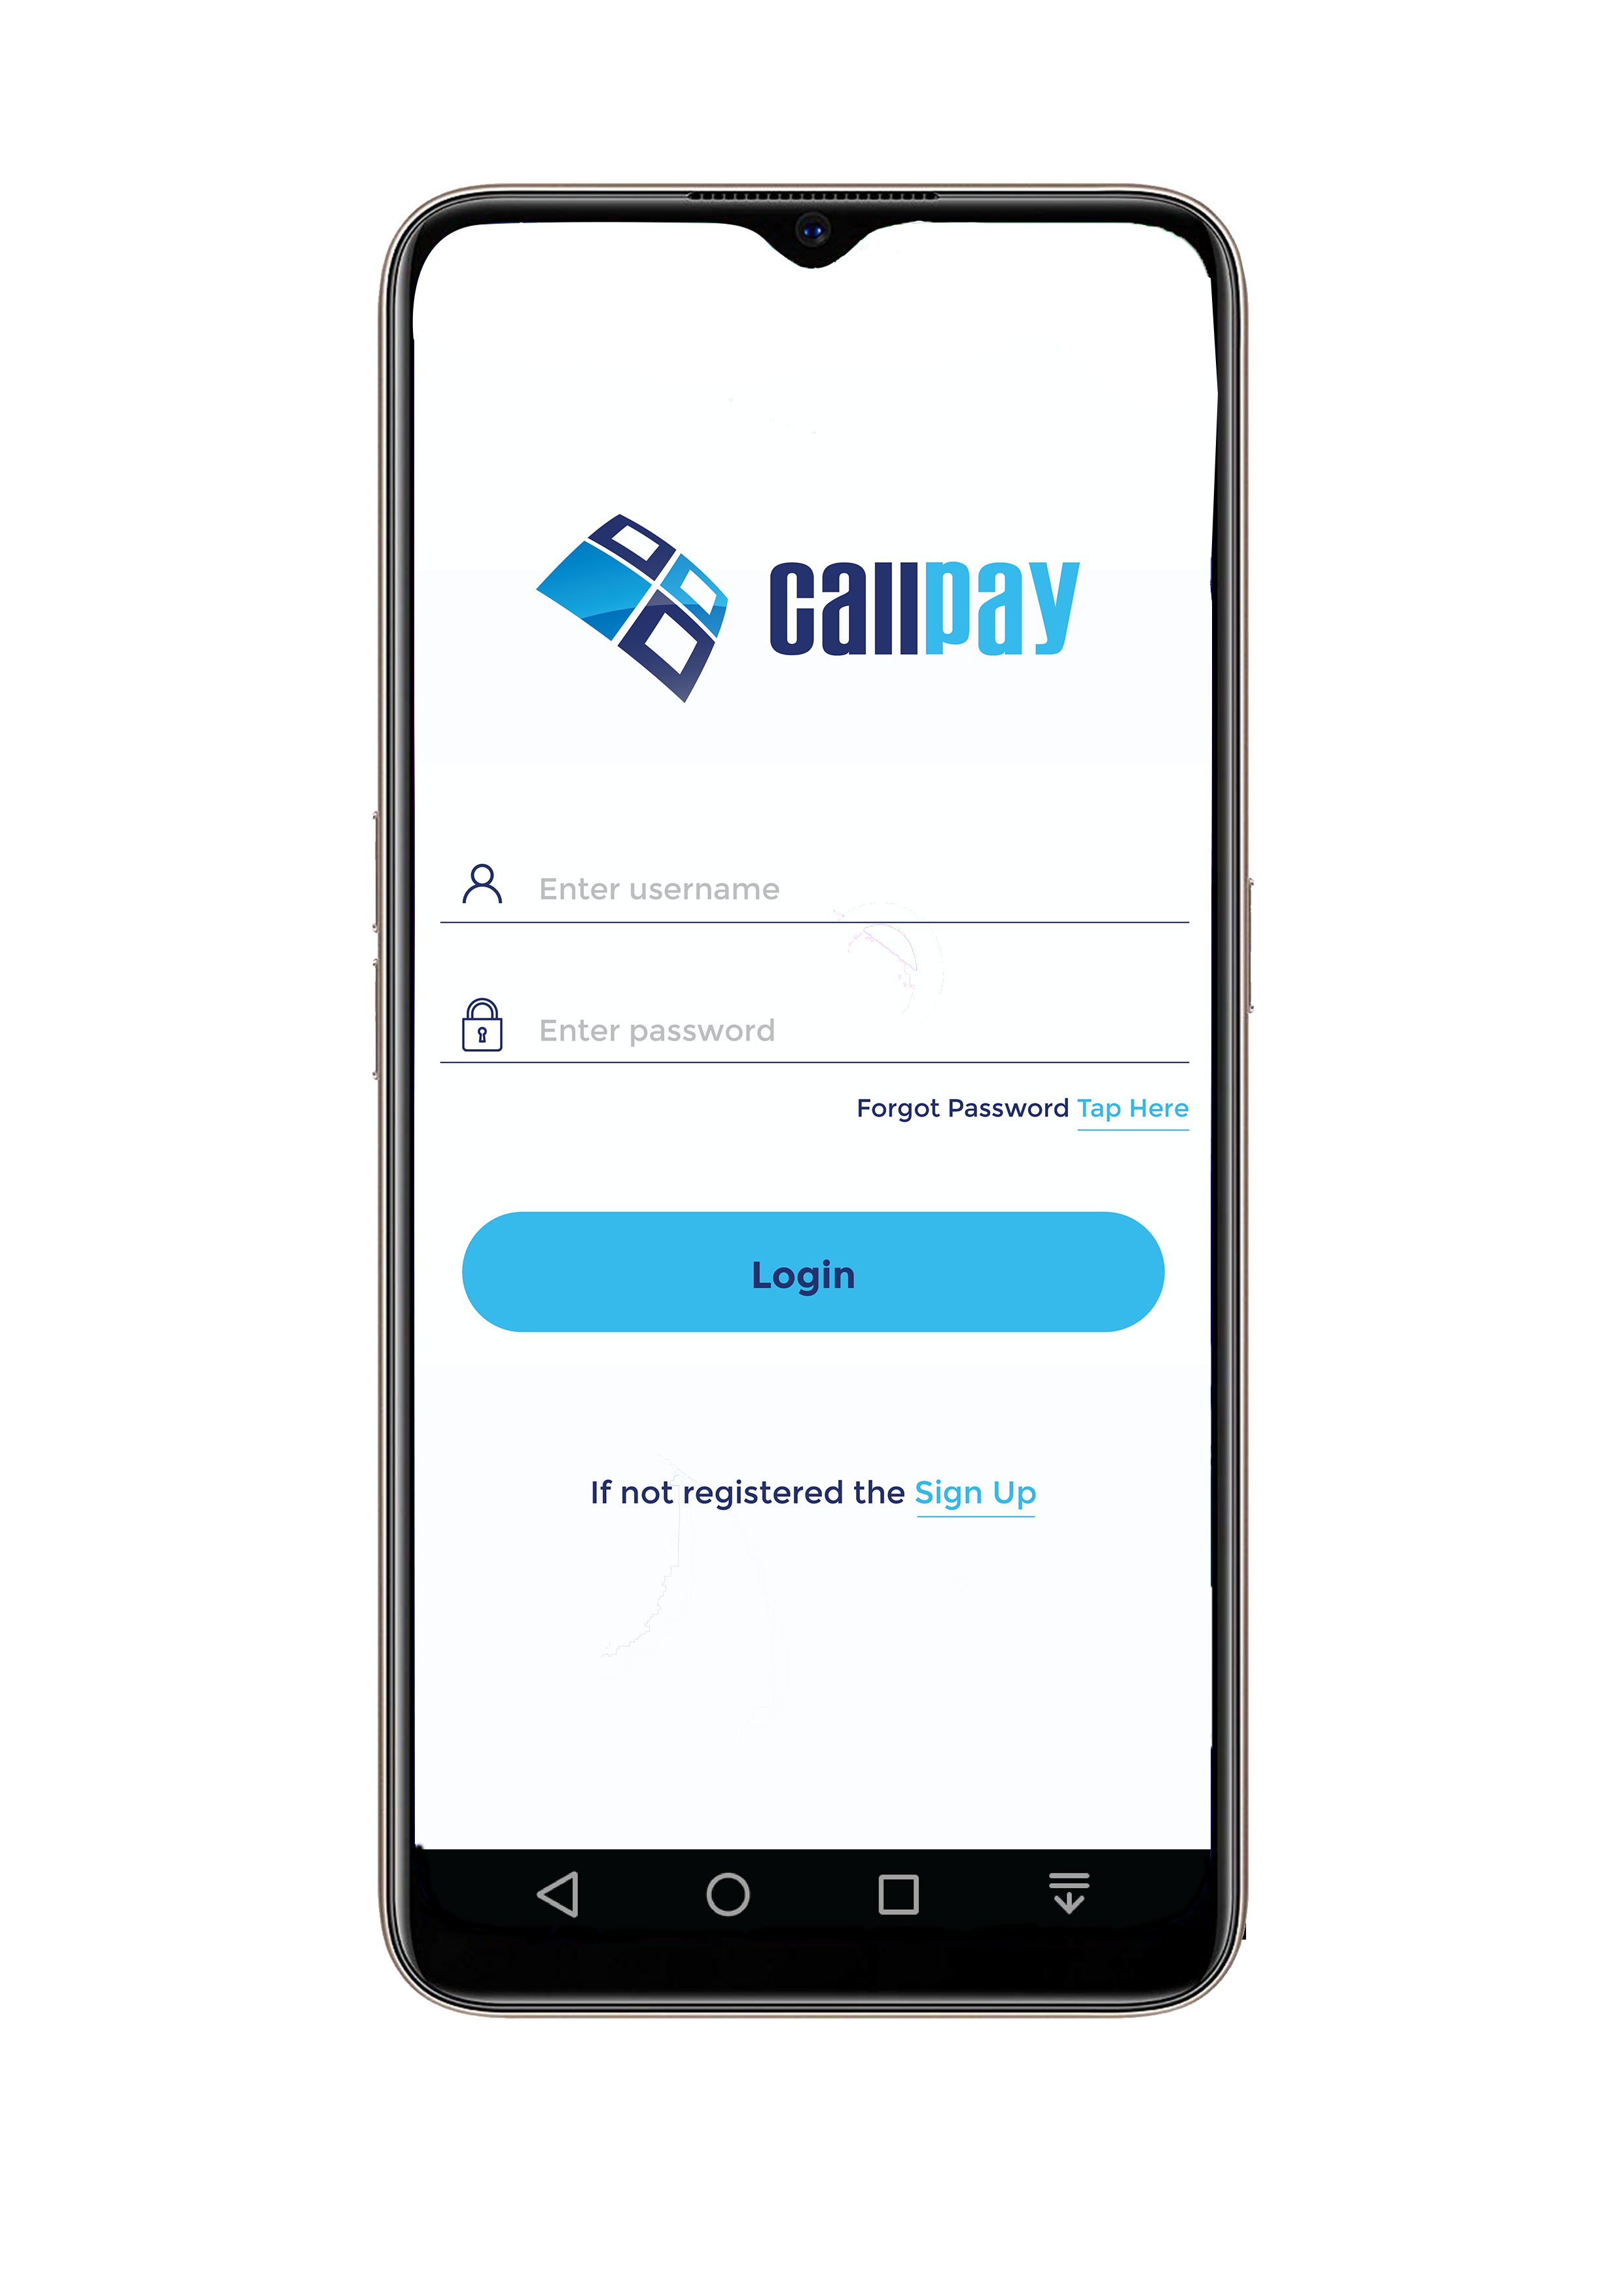 callpay
Enter username
Enter password
Forgot Password Tap Here
Login
If not registered the Sign Up